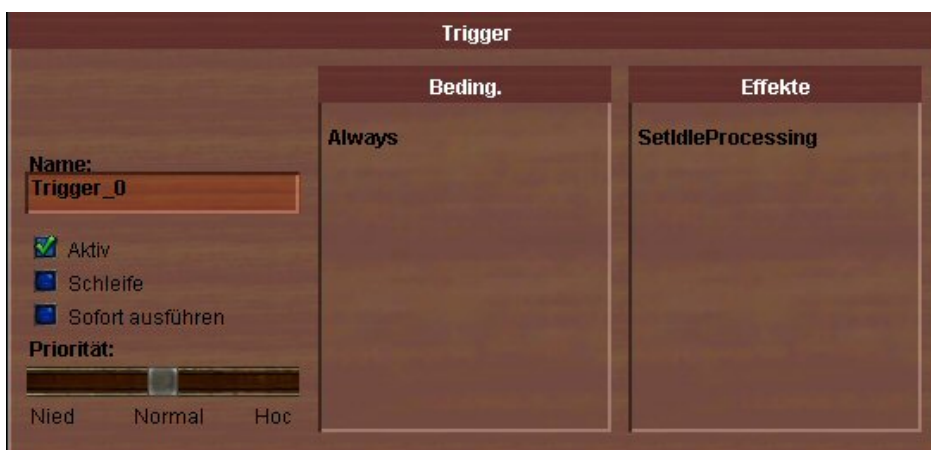 Trigger
Beding.
Effekte
Always
SetIdleProcessing
Name:
Trigger_0
Aktiv
Schleife
Sofort ausführen
Priorität:
Nied Normal Hoc